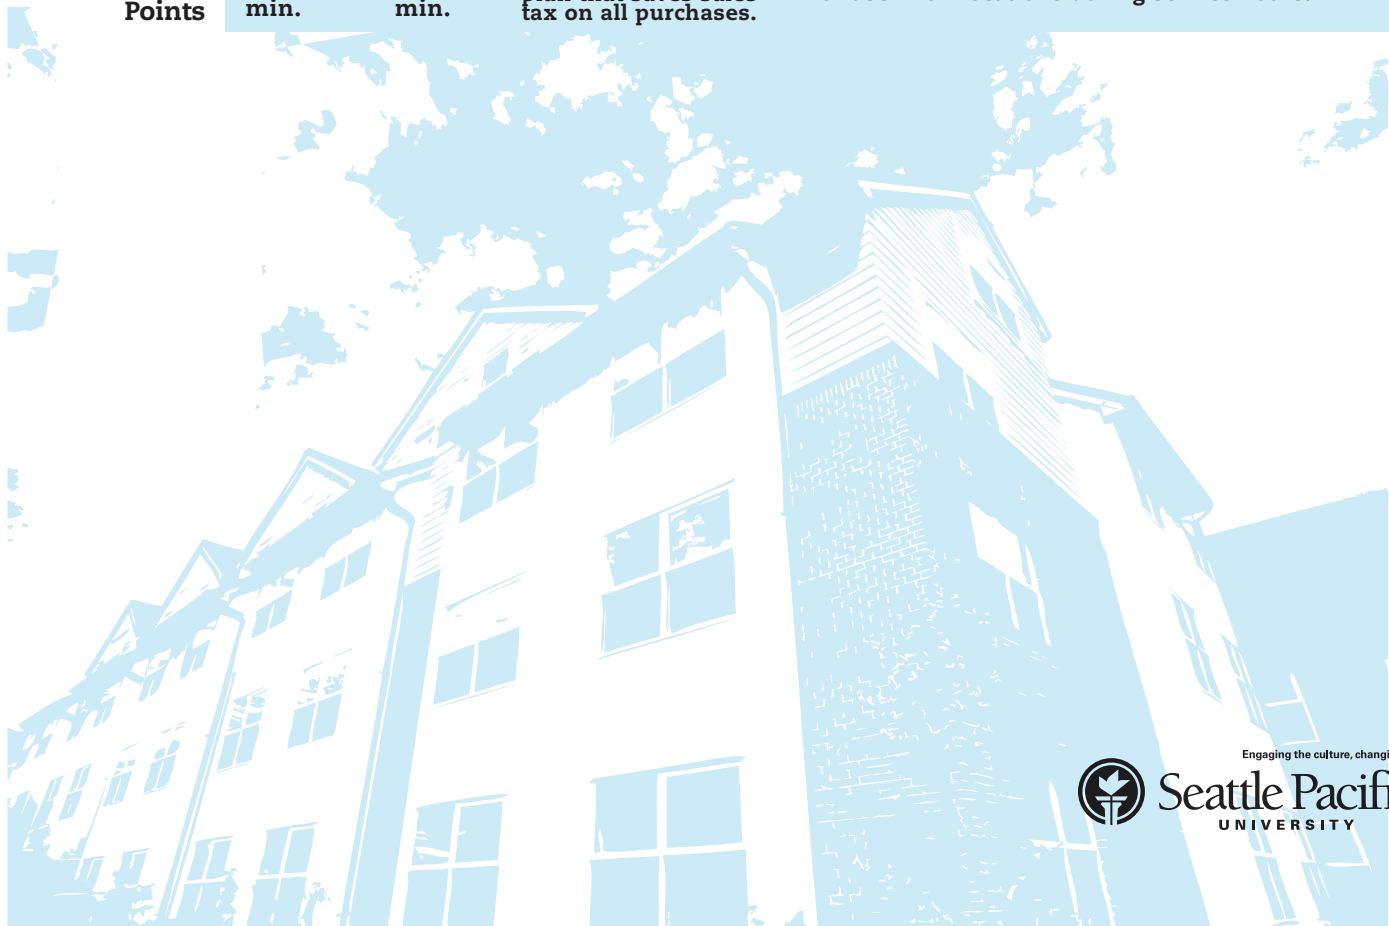 Points
min.
min.
tax on all purchases.
Engaging the culture, changi
Seattle Pacifi
UNIVERSITY